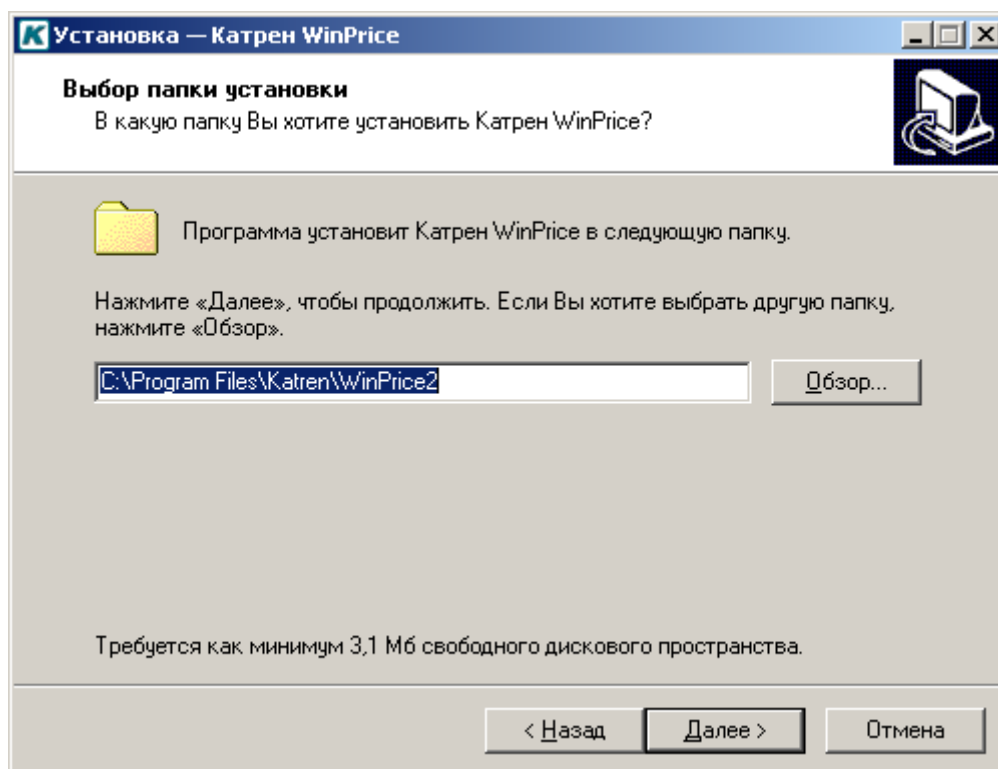 Установка — Катрен WinPrice
Выбор папки установки
В какую папку Вы хотите установить Катрен WinPrice?
Программа установит Катрен WinPrice в следующую папку.
Нажмите «Далее», чтобы продолжить. Если Вы хотите выбрать другую папку,
нажмите «Обзор».
C:\Program Files\Katren\WinPrice2
Обзор...
Требуется как минимум 3,1 Мб свободного дискового пространства.
< Назад
Далее >
Отмена